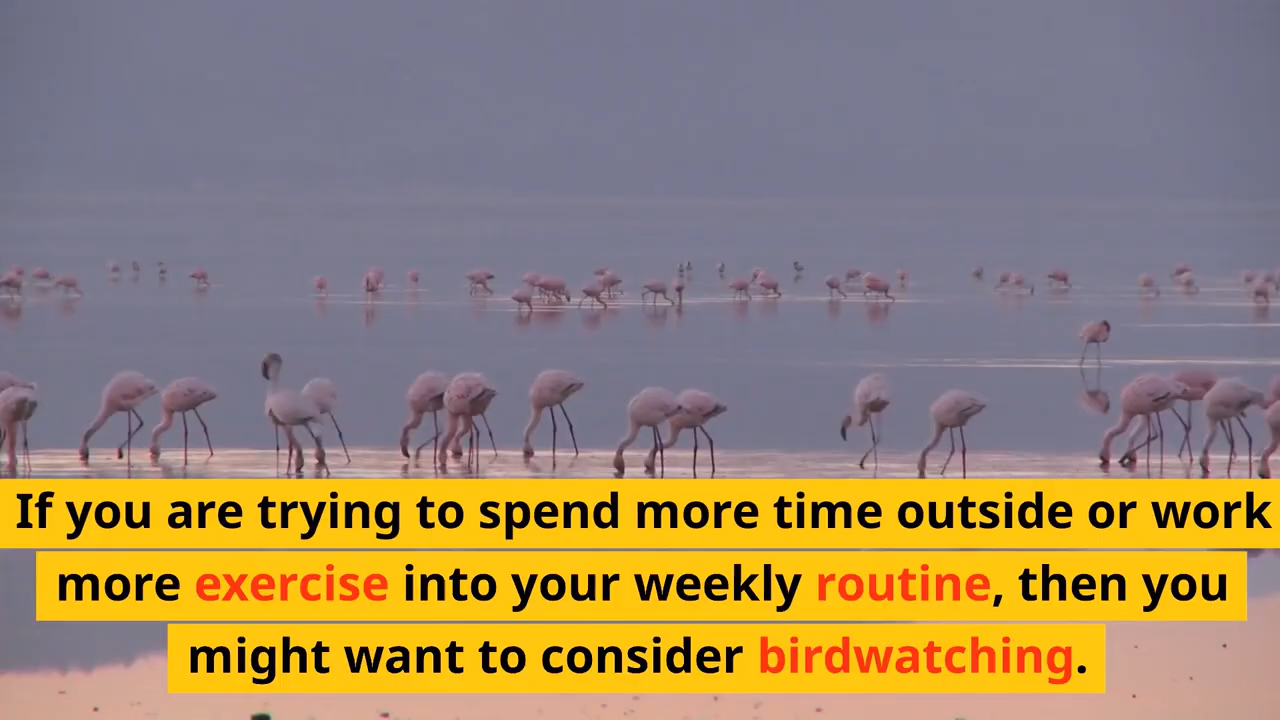 If you are trying to spend more time outside or work
more exercise into your weekly routine, then you
might want to consider birdwatching.